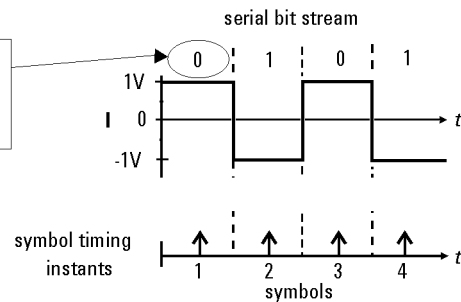 serial bit stream
0 1 0 1
1V
I 0 t
-1V
symbol timing
instants
t
1 2 3 4
symbols